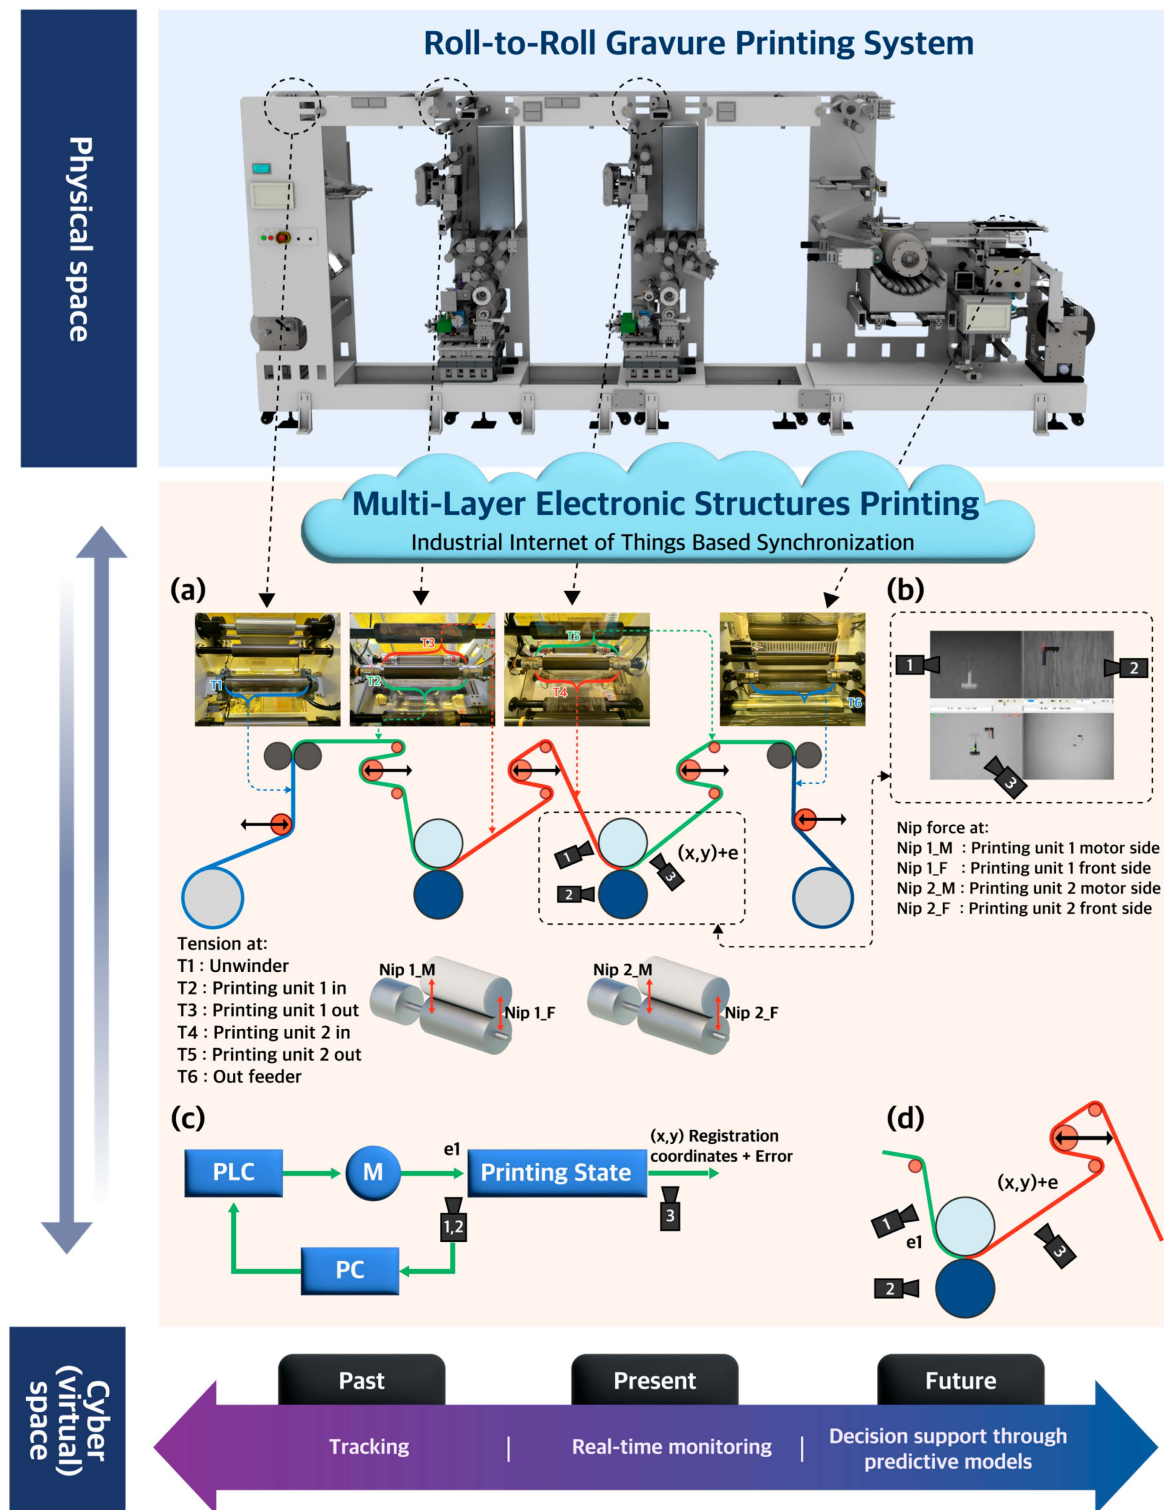 Roll-to-Roll Gravure Printing System
Physical space
Multi-Layer Electronic Structures Printing
Industrial Internet of Things Based Synchronization
(a)
T1
T3
T2
T5
T4
T6
(b)
1
2
3
1
2
3
(x,y)+e
Nip force at:
Nip 1_M : Printing unit 1 motor side
Nip 1_F : Printing unit 1 front side
Nip 2_M : Printing unit 2 motor side
Nip 2_F : Printing unit 2 front side
Tension at:
T1 : Unwinder
T2 : Printing unit 1 in
T3 : Printing unit 1 out
T4 : Printing unit 2 in
T5 : Printing unit 2 out
T6 : Out feeder
Nip 1_M
Nip 1_F
Nip 2_M
Nip 2_F
(c)
PLC
M
e1
Printing State
(x,y) Registration
coordinates + Error
1,2
3
PC
(d)
(x,y)+e
1
e1
2
3
Cyber
(virtual)
space
Past
Present
Future
Tracking
Real-time monitoring
Decision support through
predictive models